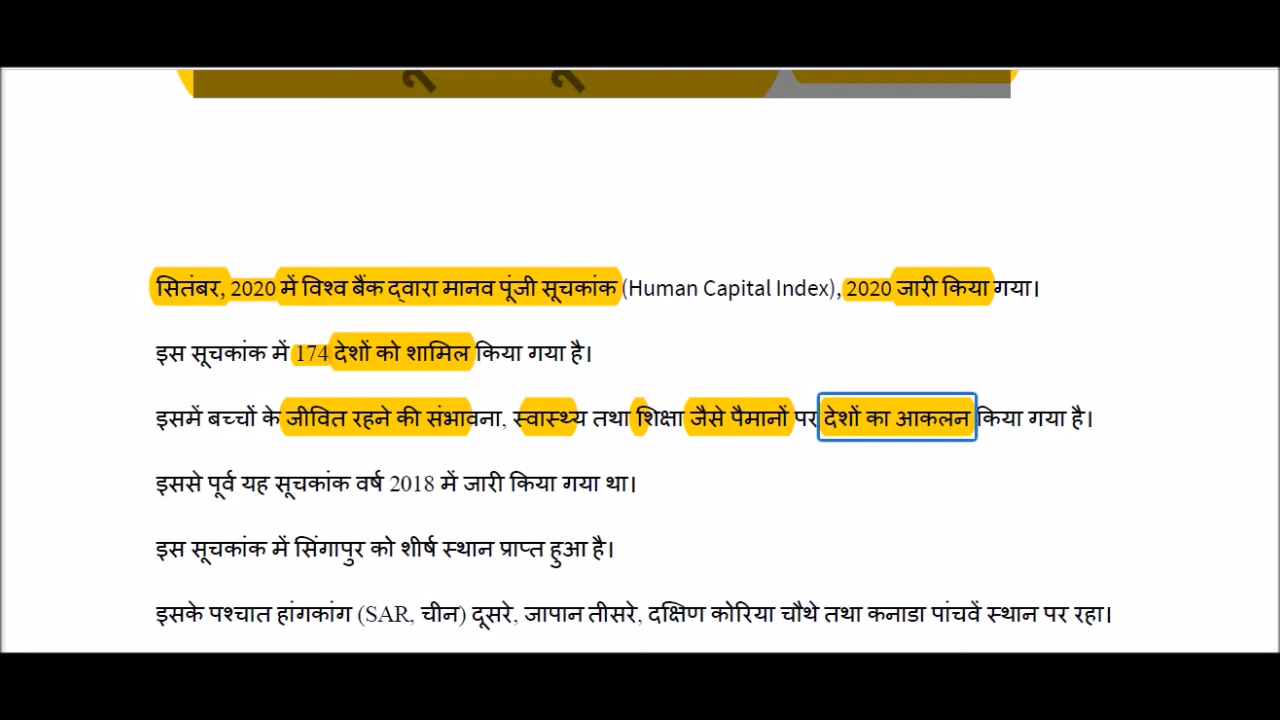 सितंबर, 2020 में विश्व बैंक द्वारा मानव पूंजी सूचकांक (Human Capital Index), 2020 जारी किया गया।
इस सूचकांक में 174 देशों को शामिल किया गया है।
इसमें बच्चों के जीवित रहने की संभावना, स्वास्थ्य तथा शिक्षा जैसे पैमानों पर देशों का आकलन किया गया है।
इससे पूर्व यह सूचकांक वर्ष 2018 में जारी किया गया था।
इस सूचकांक में सिंगापुर को शीर्ष स्थान प्राप्त हुआ है।
इसके पश्चात हांगकांग (SAR, चीन) दूसरे, जापान तीसरे, दक्षिण कोरिया चौथे तथा कनाडा पांचवें स्थान पर रहा।